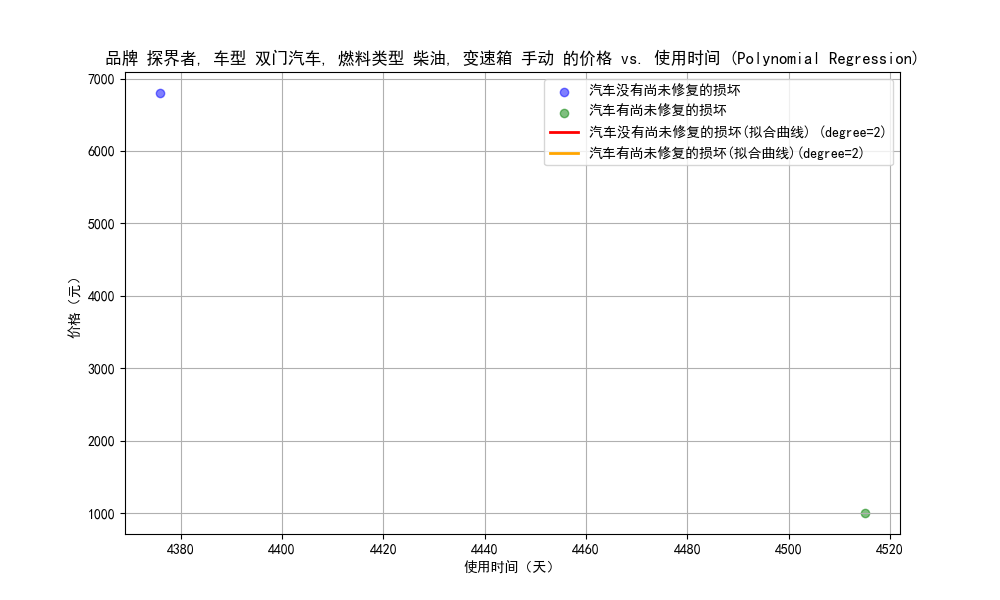 品牌 探界者, 车型 双门汽车, 燃料类型 柴油, 变速箱 手动 的价格 vs. 使用时间 (Polynomial Regression)
汽车没有尚未修复的损坏
汽车有尚未修复的损坏
汽车没有尚未修复的损坏(拟合曲线) (degree=2)
汽车有尚未修复的损坏(拟合曲线)(degree=2)
价格（元）
7000
6000
5000
4000
3000
2000
1000
4380 4400 4420 4440 4460 4480 4500 4520
使用时间（天）